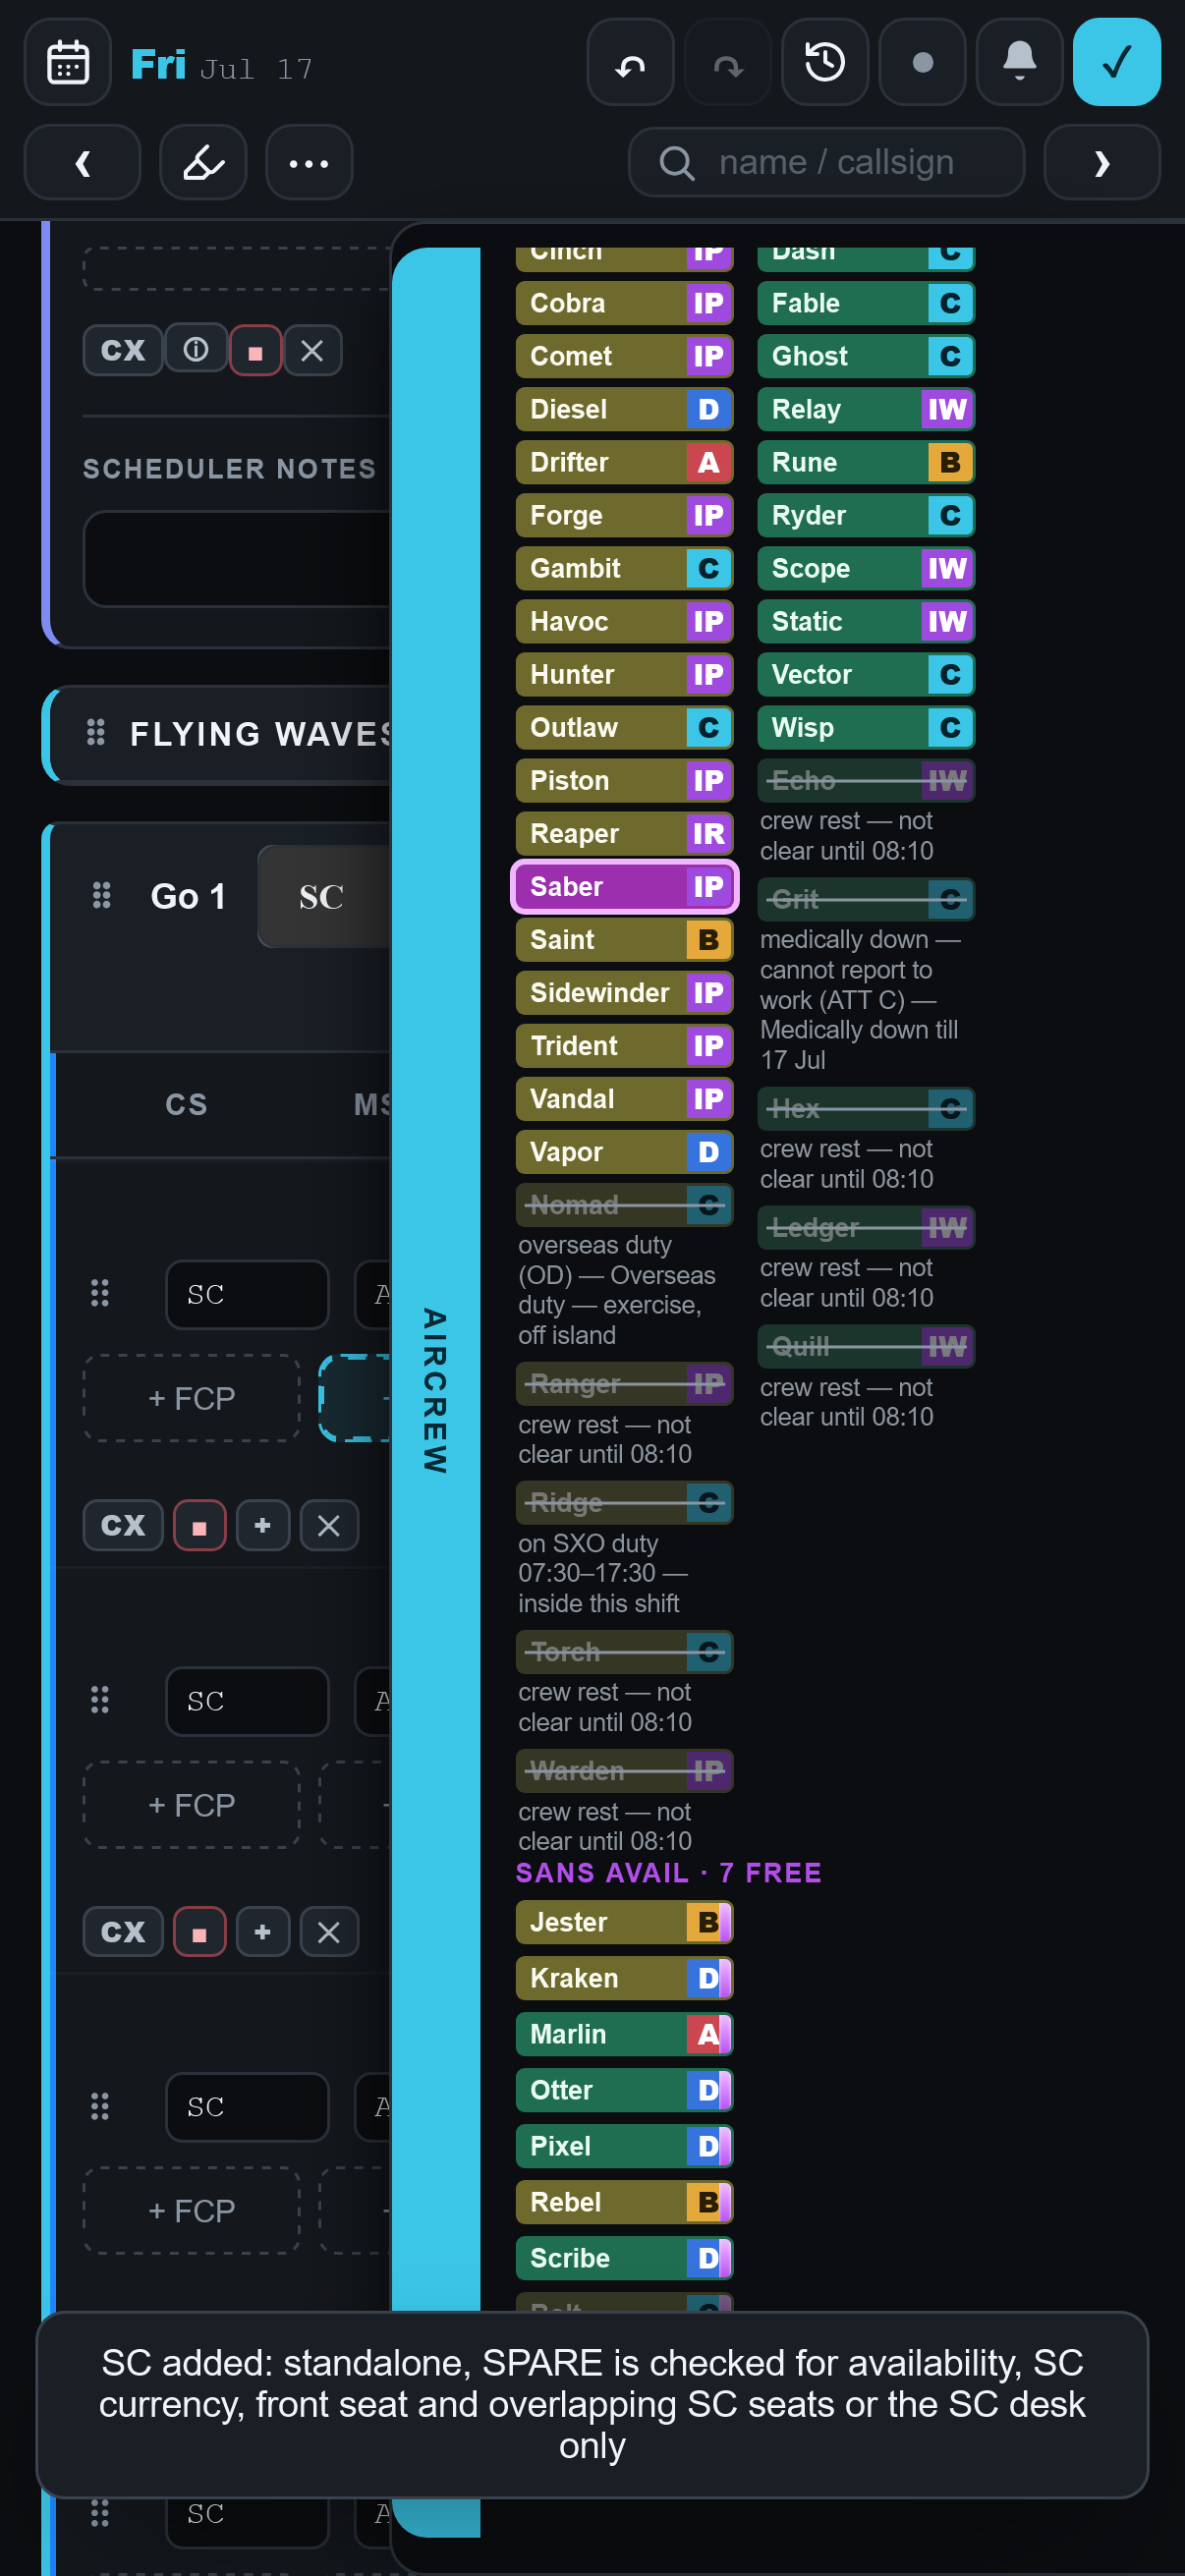 Fri Jul 17
name / callsign
Cinch IP Dash C
Cobra IP Fable C
Comet IP Ghost C
CX
Diesel D Relay IW
Drifter A Rune B
SCHEDULER NOTES
Forge IP Ryder C
Gambit C Scope IW
Havoc IP Static IW
Hunter IP Vector C
Outlaw C Wisp C
FLYING WAVES
Piston IP Echo IW
crew rest — not
clear until 08:10
Reaper IR
Go 1 SC
Saber IP Grit C
Saint B
medically down —
cannot report to
work (ATT C) —
Medically down till
17 Jul
Sidewinder IP
Trident IP
CS
Vandal IP Hex C
crew rest — not
clear until 08:10
Vapor D
Nomad C
overseas duty
(OD) — Overseas
duty — exercise,
off island
Ledger IW
crew rest — not
clear until 08:10
SC A
AIRCREW
Quill IW
crew rest — not
clear until 08:10
+ FCP
Ranger IP
crew rest — not
clear until 08:10
CX +
Ridge C
on SXO duty
07:30–17:30 —
inside this shift
Torch C
crew rest — not
clear until 08:10
SC A
+ FCP
Warden IP
crew rest — not
clear until 08:10
SANS AVAIL · 7 FREE
CX +
Jester B
Kraken D
Marlin A
Otter D
SC A
Pixel D
+ FCP
Rebel B
Scribe D
SC added: standalone, SPARE is checked for availability, SC
currency, front seat and overlapping SC seats or the SC desk
only
SC A